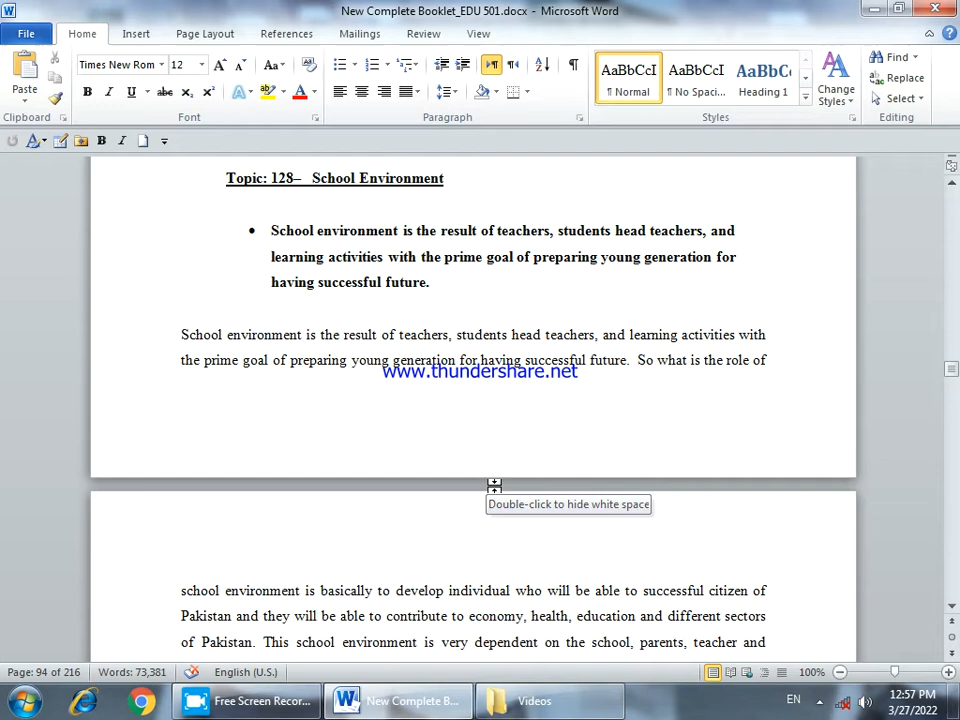 New Complete Booklet_EDU 501.docx - Microsoft Word
File Home Insert Page Layout References Mailings Review View
Times New Rom 12 Aa
Paste
B I U abc x₂ x² A ab A
AaBbCcI AaBbCcI AaBbCc
¶ Normal ¶ No Spaci... Heading 1
Change
Styles
Find
Replace
Select
Clipboard Font Paragraph Styles Editing
Topic: 128– School Environment
• School environment is the result of teachers, students head teachers, and
learning activities with the prime goal of preparing young generation for
having successful future.
School environment is the result of teachers, students head teachers, and learning activities with
the prime goal of preparing young generation for having successful future. So what is the role of
www.thundershare.net
Double-click to hide white space
school environment is basically to develop individual who will be able to successful citizen of
Pakistan and they will be able to contribute to economy, health, education and different sectors
of Pakistan. This school environment is very dependent on the school, parents, teacher and
Page: 94 of 216 Words: 73,381 English (U.S.) 100%
Free Screen Recor... New Complete B... Videos EN 12:57 PM
3/27/2022